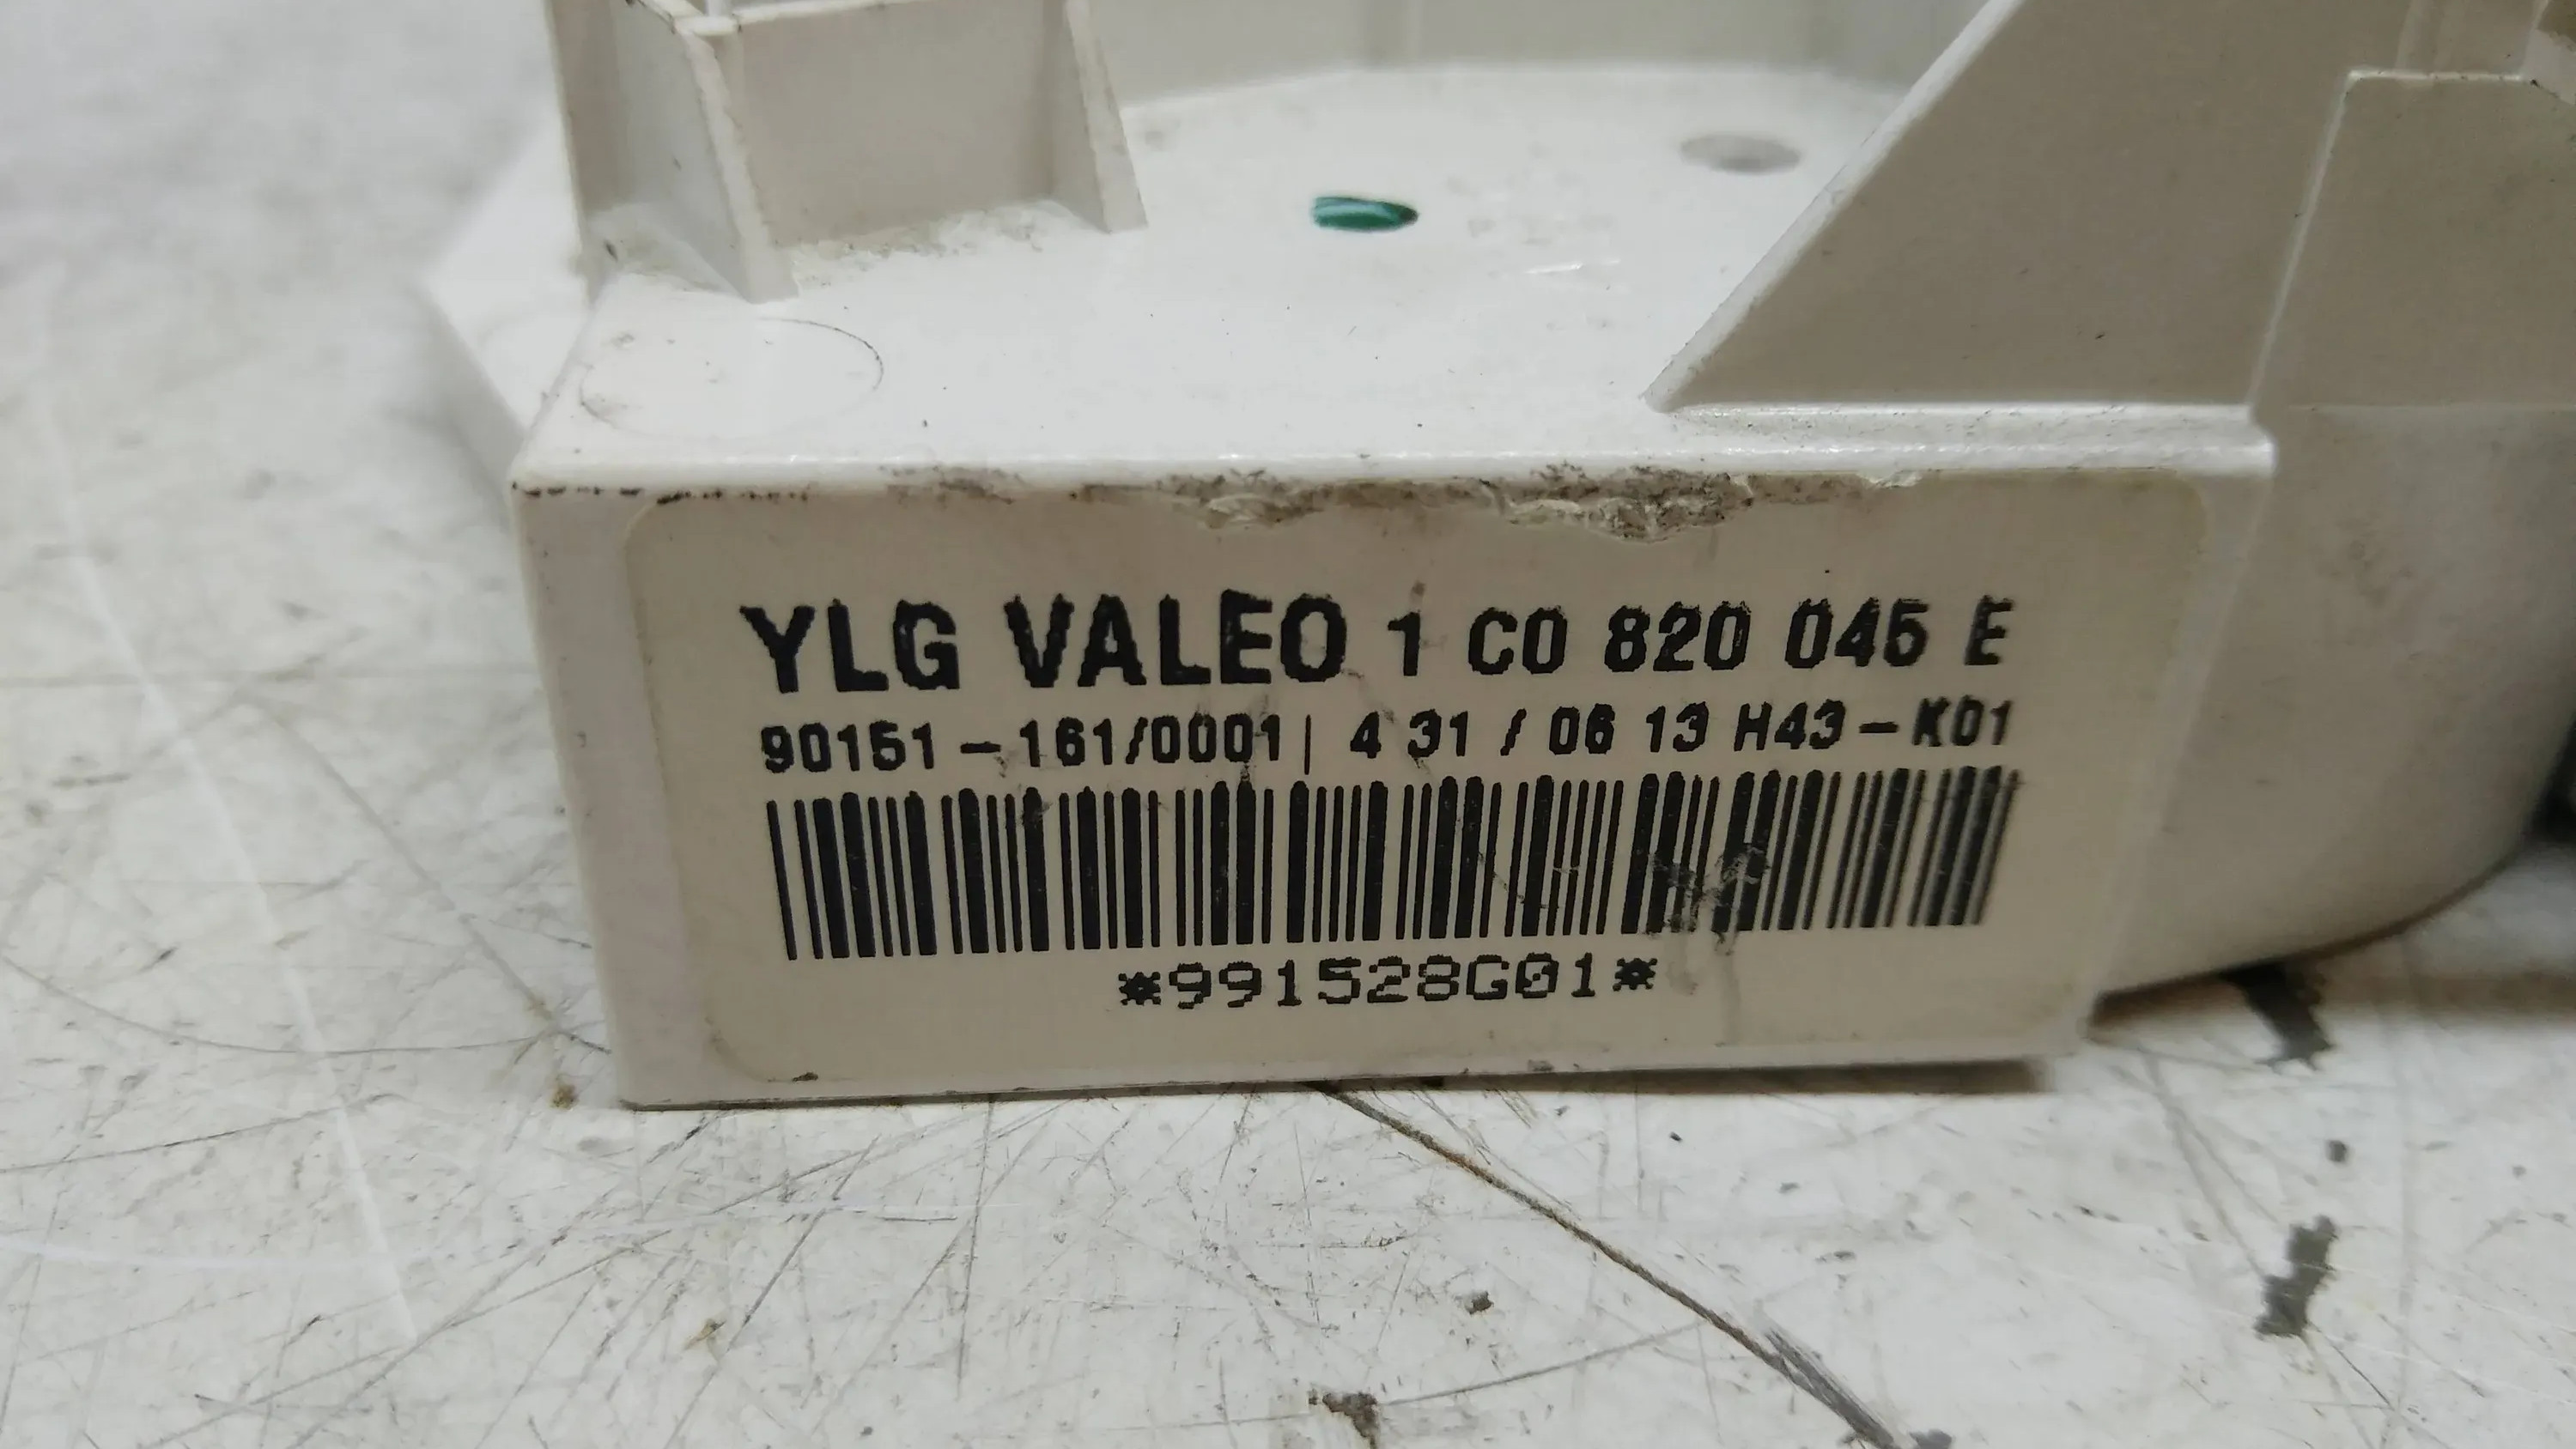 YLG VALEO 1 C0 820 045 E
90151-161/0001| 4 31 / 06 13 H43-K01
*991528G01*